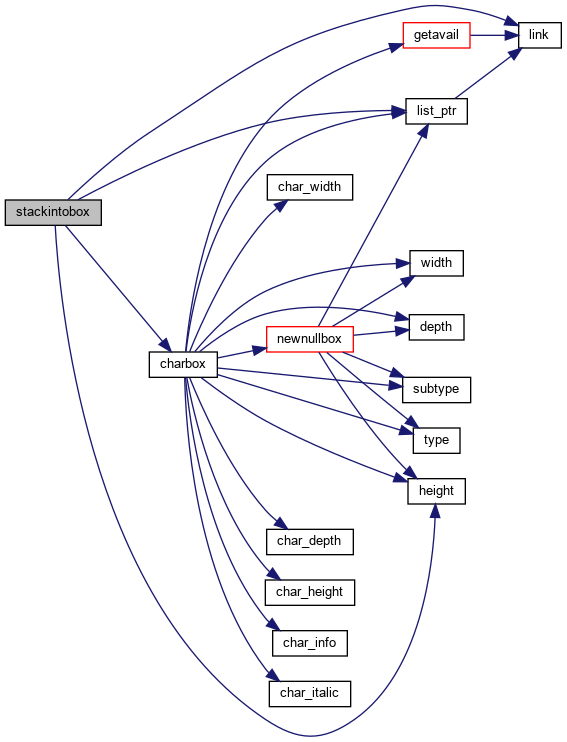 getavail
link
list_ptr
char_width
stackintobox
width
depth
newnullbox
charbox
subtype
type
height
char_depth
char_height
char_info
char_italic